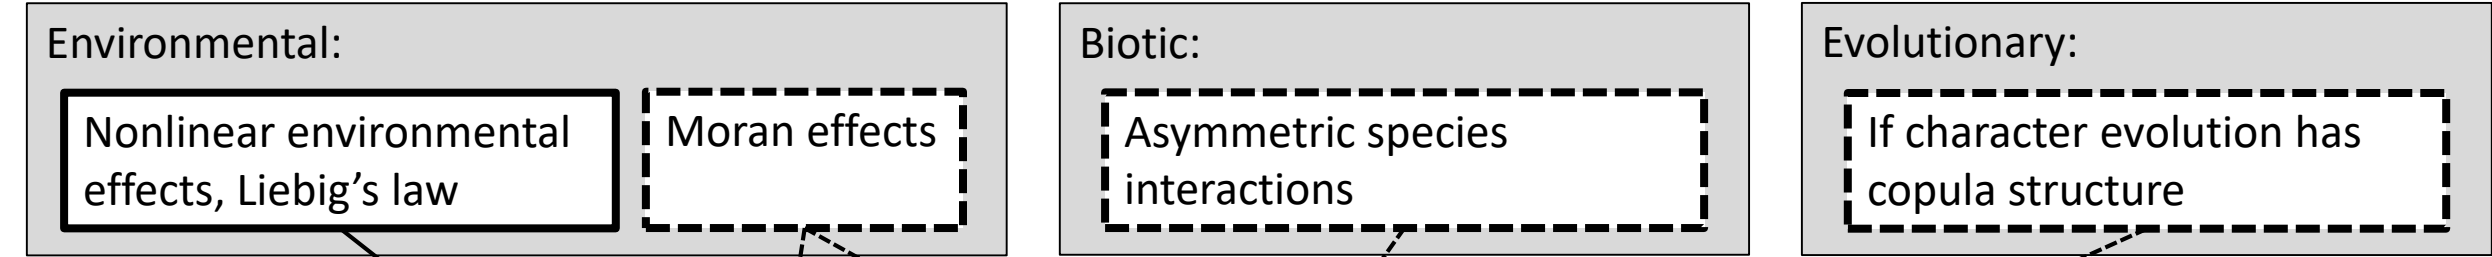 Environmental:
Nonlinear environmental
effects, Liebig’s law
Moran effects
Biotic:
Asymmetric species
interactions
Evolutionary:
If character evolution has
copula structure